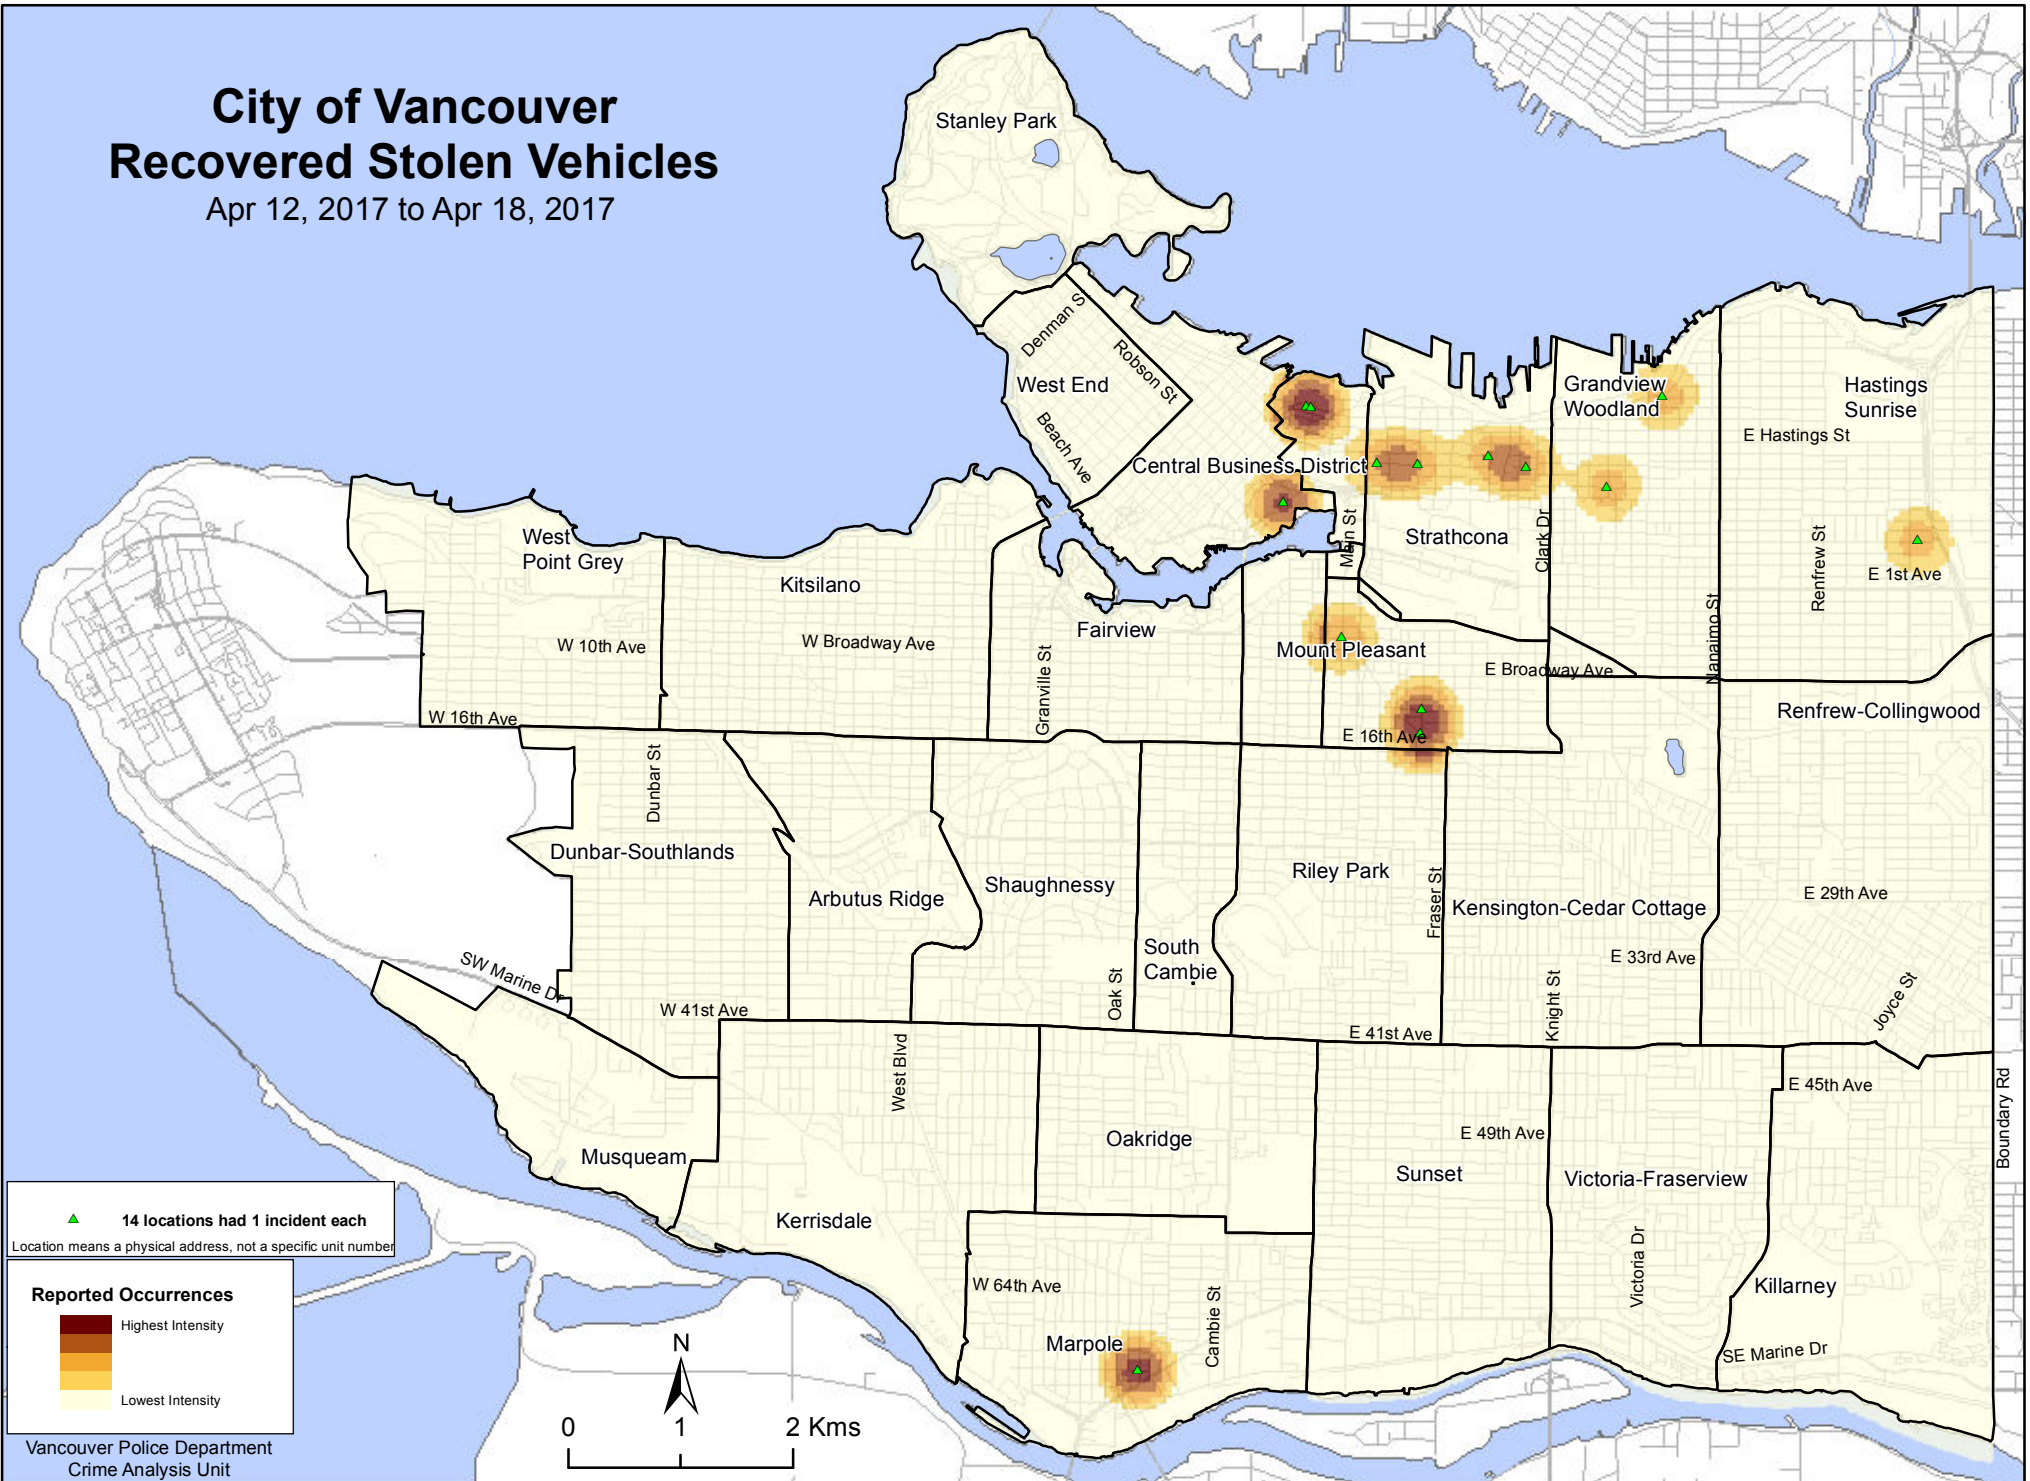 City of Vancouver
Recovered Stolen Vehicles
Apr 12, 2017 to Apr 18, 2017
Stanley Park
Denman S
Robson St
West End
Beach Ave
Central Business District
Grandview
Woodland
Hastings
Sunrise
E Hastings St
Main St
Strathcona
Clark Dr
Renfrew St
E 1st Ave
Nanaimo St
West
Point Grey
Kitsilano
W 10th Ave
W Broadway Ave
Fairview
Granville St
Mount Pleasant
E Broadway Ave
W 16th Ave
E 16th Ave
Renfrew-Collingwood
Dunbar St
Dunbar-Southlands
Arbutus Ridge
Shaughnessy
Riley Park
Fraser St
Kensington-Cedar Cottage
E 29th Ave
South
Cambie
E 33rd Ave
SW Marine Dr
W 41st Ave
Oak St
E 41st Ave
Knight St
Joyce St
West Blvd
E 45th Ave
Boundary Rd
Musqueam
Oakridge
E 49th Ave
Sunset
Victoria-Fraserview
Kerrisdale
Victoria Dr
W 64th Ave
Cambie St
Killarney
Marpole
SE Marine Dr
14 locations had 1 incident each
Location means a physical address, not a specific unit number
Reported Occurrences
Highest Intensity
Lowest Intensity
N
0 1 2 Kms
Vancouver Police Department
Crime Analysis Unit